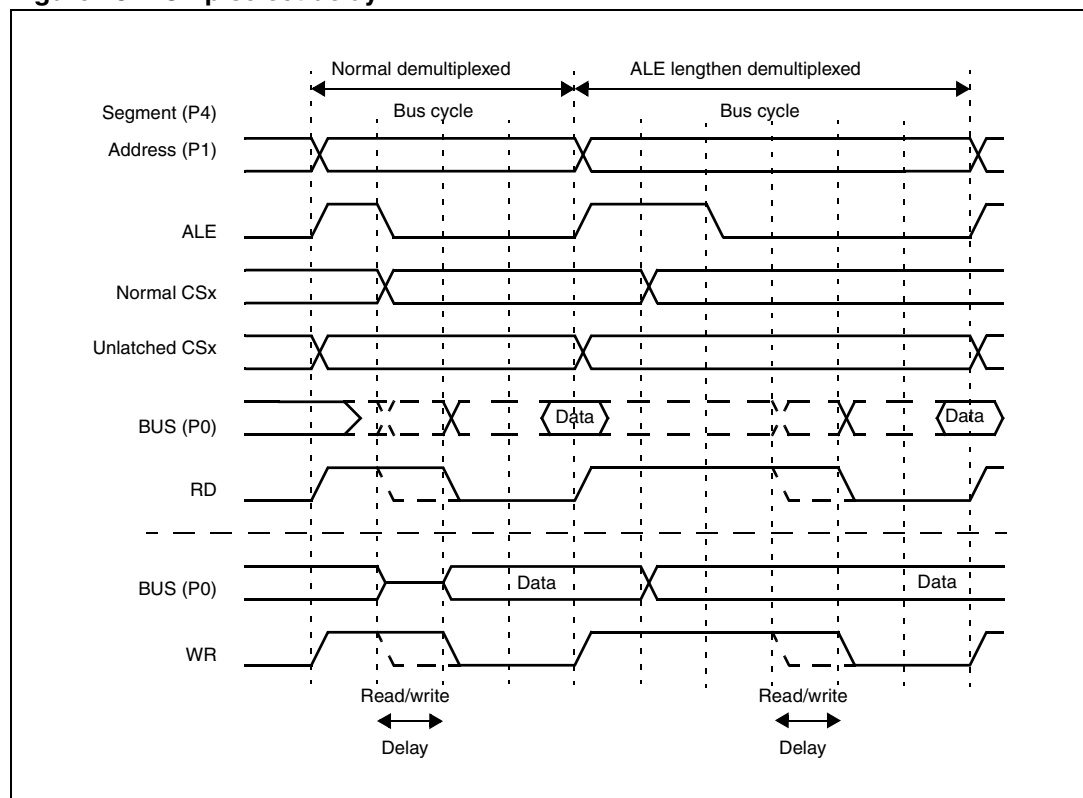 Normal demultiplexed
ALE lengthen demultiplexed
Segment (P4)
Bus cycle
Bus cycle
Address (P1)
ALE
Normal CSx
Unlatched CSx
BUS (P0)
Data
Data
RD
BUS (P0)
Data
Data
WR
Read/write
Read/write
Delay
Delay